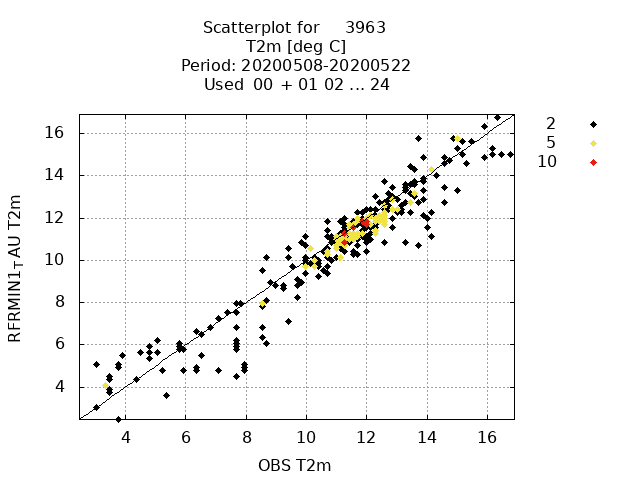 Scatterplot for 3963
T2m [deg C]
Period: 20200508-20200522
Used 00 + 01 02 ... 24
2
5
10
16
14
12
10
8
6
4
RFRMIN1_T AU T2m
4 6 8 10 12 14 16
OBS T2m